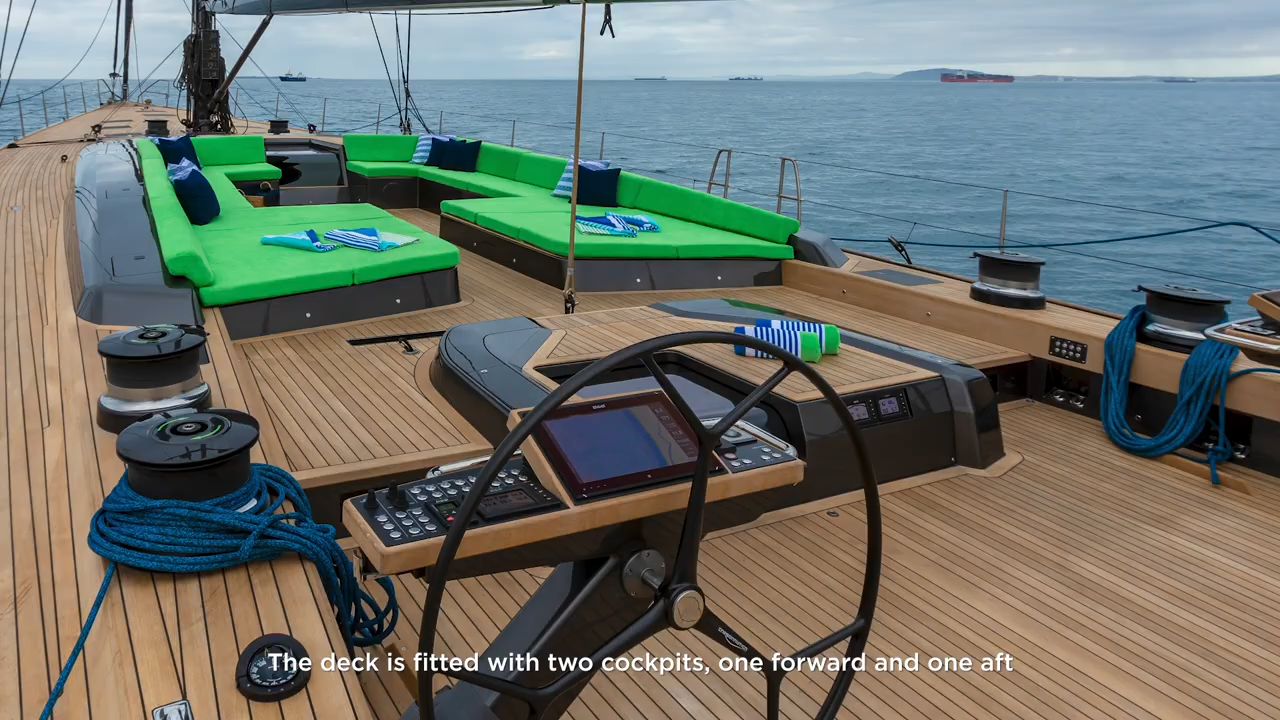 The deck is fitted with two cockpits, one forward and one aft